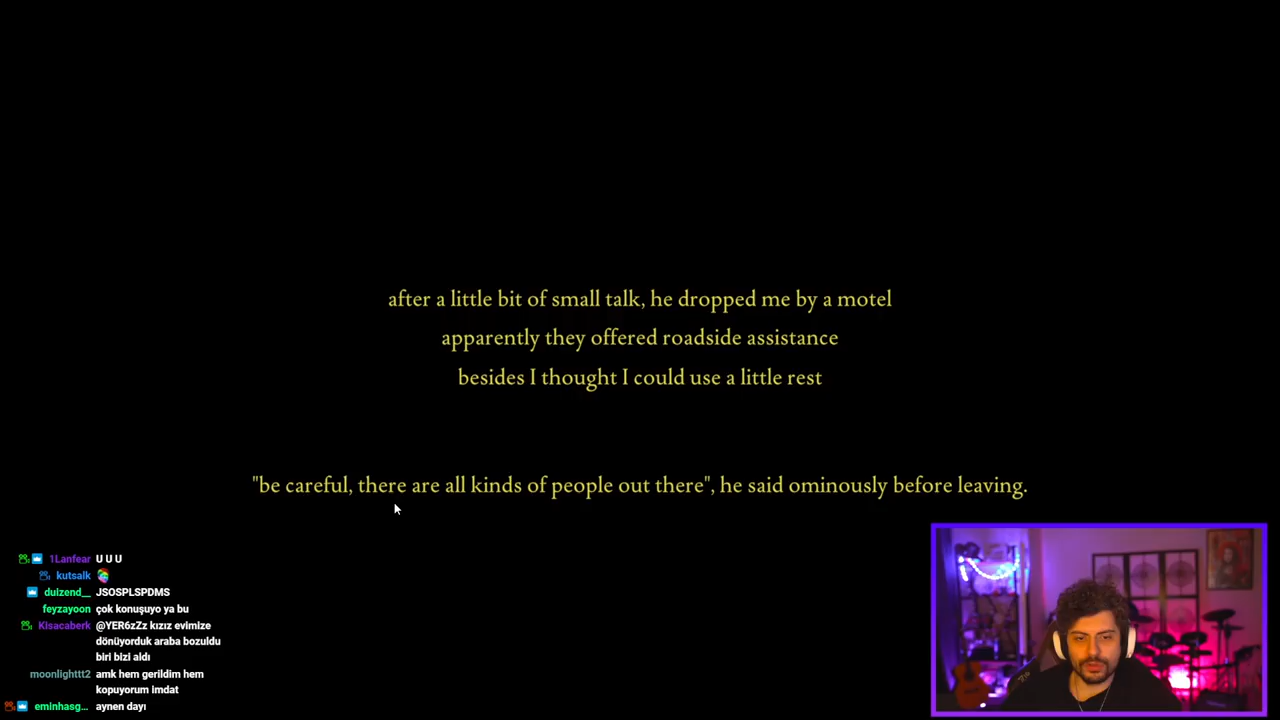 after a little bit of small talk, he dropped me by a motel
apparently they offered roadside assistance
besides I thought I could use a little rest
"be careful, there are all kinds of people out there", he said ominously before leaving.
1Lanfear U U U
kutsalk
duizend__ JSOSPLSPDMS
feyzayoon çok konuşuyo ya bu
Kisacaberk @YER6zZz kızız evimize
dönüyorduk araba bozuldu
biri bizi aldı
moonlighttt2 amk hem gerildim hem
kopuyorum imdat
eminhasg... aynen dayı